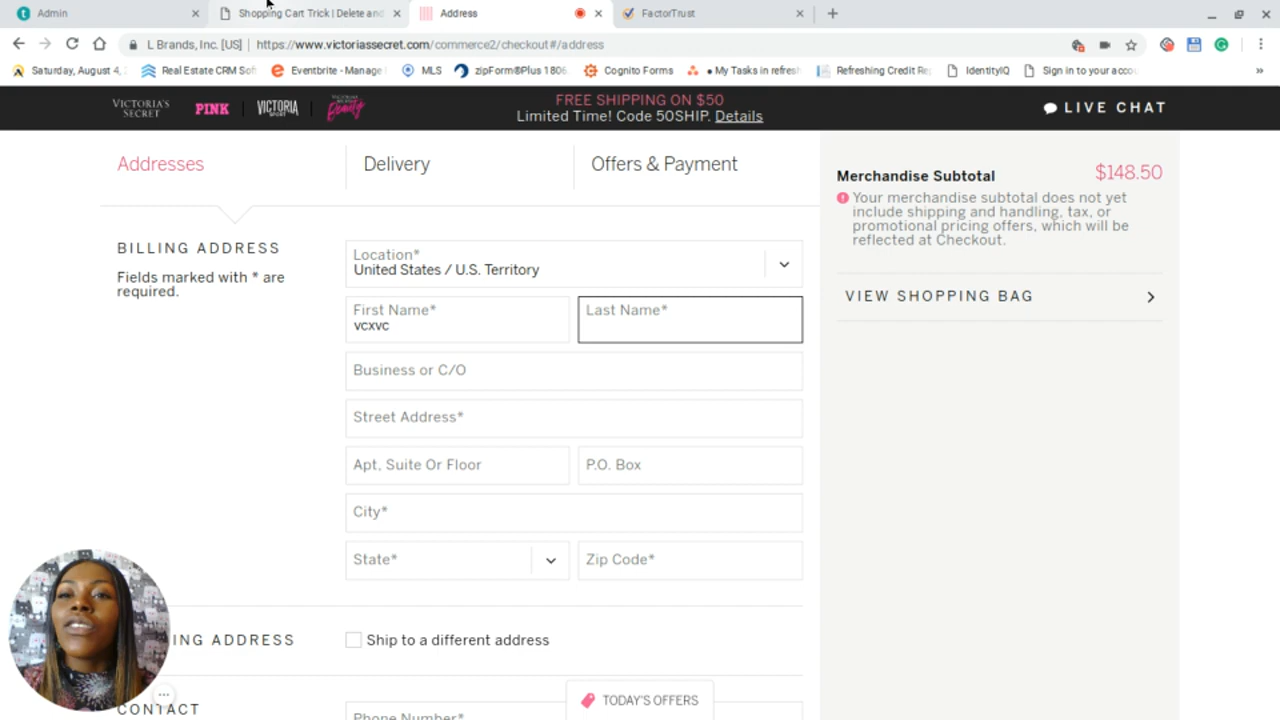 Admin
Shopping Cart Trick | Delete and
Address
FactorTrust
L Brands, Inc. [US]
https://www.victoriassecret.com/commerce2/checkout#/address
Saturday, August 4,
Real Estate CRM Sof
Eventbrite - Manage
MLS
zipForm®Plus 1806
Cognito Forms
• My Tasks in refresh
Refreshing Credit Re
IdentityIQ
Sign in to your acco
VICTORIA'S SECRET
PINK
VICTORIA SPORT
VICTORIA'S SECRET Beauty
FREE SHIPPING ON $50
Limited Time! Code 50SHIP. Details
LIVE CHAT
Addresses
Delivery
Offers & Payment
Merchandise Subtotal
$148.50
Your merchandise subtotal does not yet
include shipping and handling, tax, or
promotional pricing offers, which will be
reflected at Checkout.
VIEW SHOPPING BAG
BILLING ADDRESS
Fields marked with * are
required.
Location*
United States / U.S. Territory
First Name*
vcxvc
Last Name*
Business or C/O
Street Address*
Apt, Suite Or Floor
P.O. Box
City*
State*
Zip Code*
ING ADDRESS
Ship to a different address
TODAY'S OFFERS
CONTACT
Phone Number*